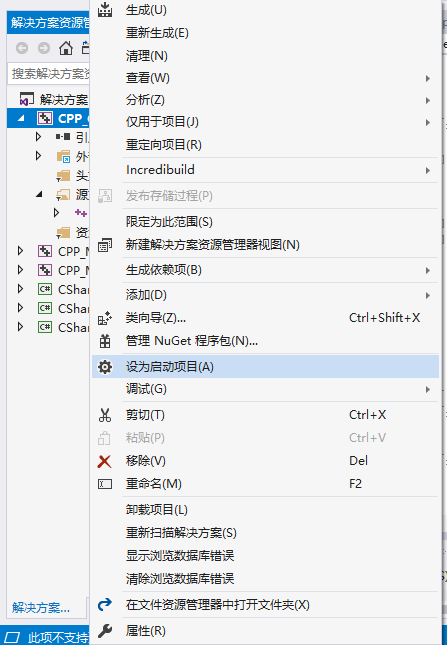 解决方案资源管
搜索解决方案资
解决方案
CPP_
引
外
头
源
资
CPP_M
CPP_M
CShar
CShar
CShar
解决方案...
此项不支持
生成(U)
重新生成(E)
清理(N)
查看(W)
分析(Z)
仅用于项目(J)
重定向项目(R)
Incredibuild
发布存储过程(P)
限定为此范围(S)
新建解决方案资源管理器视图(N)
生成依赖项(B)
添加(D)
类向导(Z)... Ctrl+Shift+X
管理 NuGet 程序包(N)...
设为启动项目(A)
调试(G)
剪切(T) Ctrl+X
粘贴(P) Ctrl+V
移除(V) Del
重命名(M) F2
卸载项目(L)
重新扫描解决方案(S)
显示浏览数据库错误
清除浏览数据库错误
在文件资源管理器中打开文件夹(X)
属性(R)